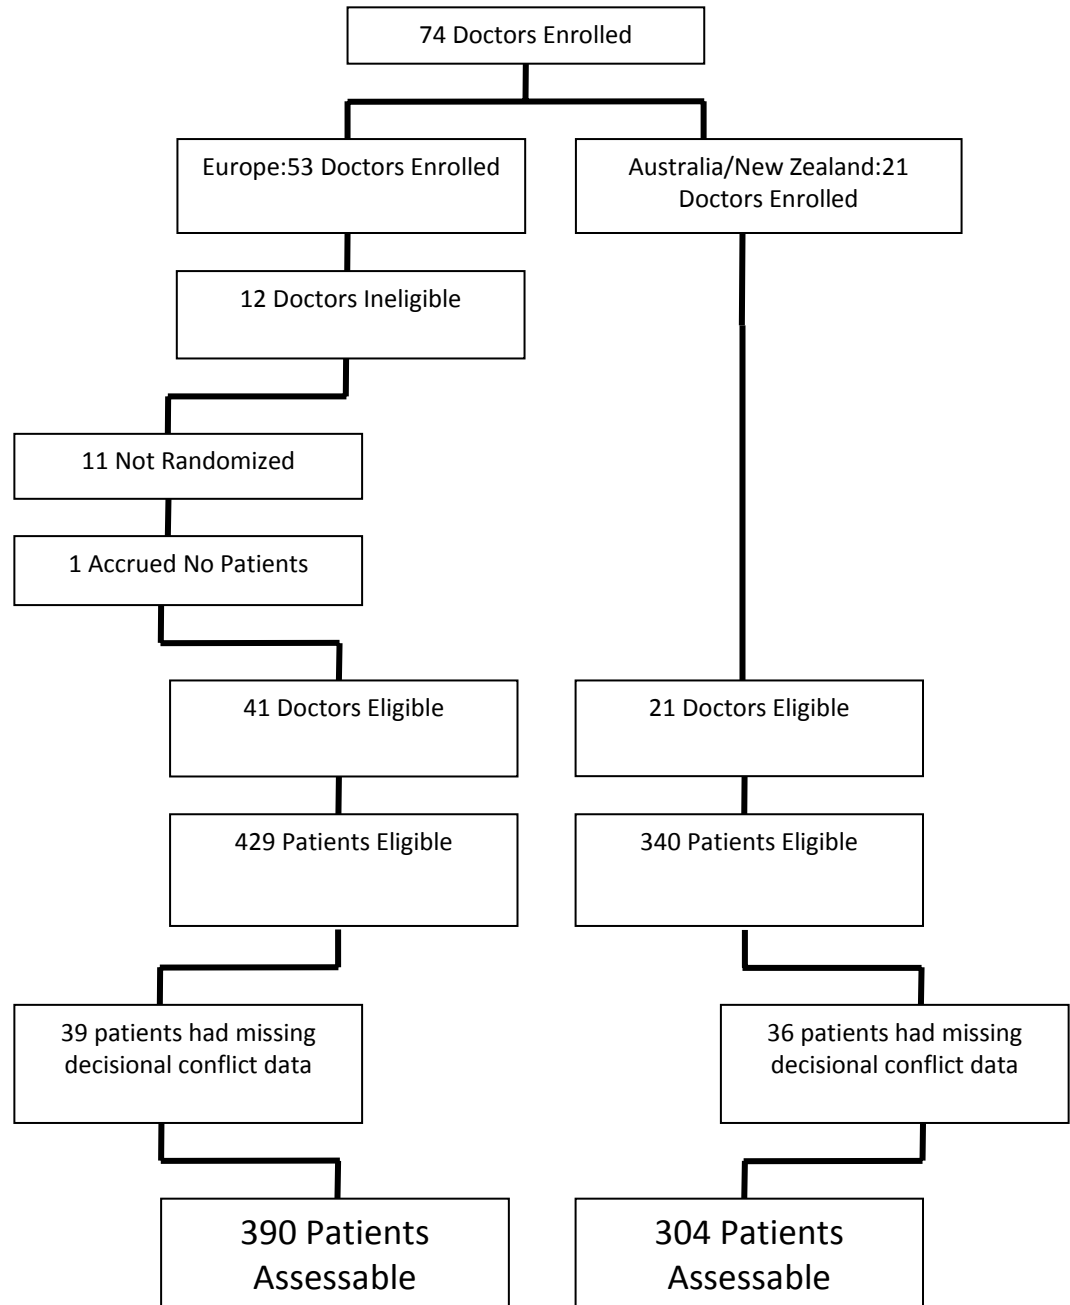 74 Doctors Enrolled
Europe:53 Doctors Enrolled
Australia/New Zealand:21
Doctors Enrolled
12 Doctors Ineligible
11 Not Randomized
1 Accrued No Patients
41 Doctors Eligible
21 Doctors Eligible
429 Patients Eligible
340 Patients Eligible
39 patients had missing
decisional conflict data
36 patients had missing
decisional conflict data
390 Patients
Assessable
304 Patients
Assessable